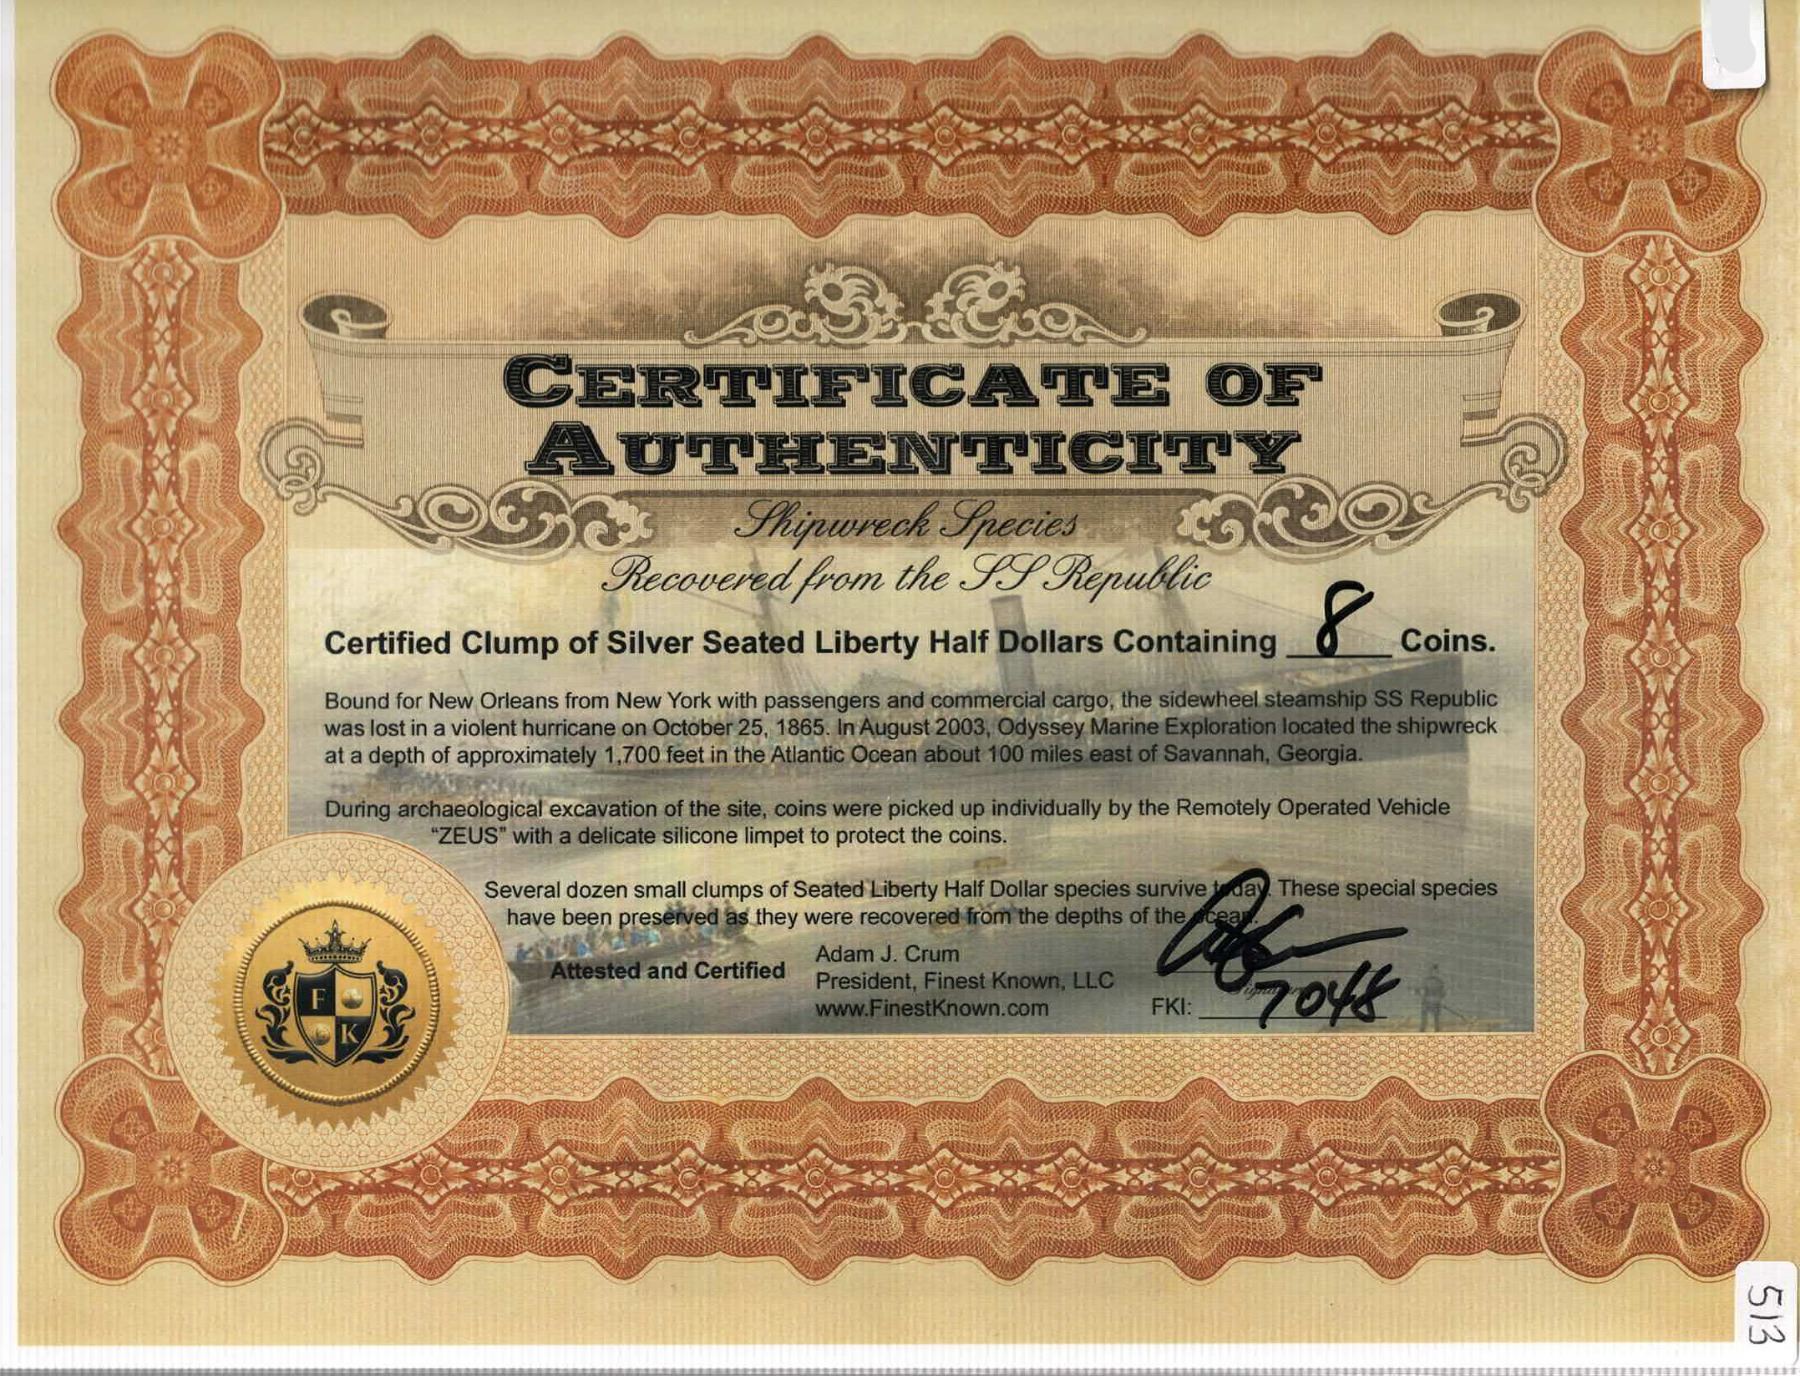 CERTIFICATE OF
AUTHENTICITY
Shipwreck Species
Recovered from the SS Republic
Certified Clump of Silver Seated Liberty Half Dollars Containing 8 Coins.
Bound for New Orleans from New York with passengers and commercial cargo, the sidewheel steamship SS Republic
was lost in a violent hurricane on October 25, 1865. In August 2003, Odyssey Marine Exploration located the shipwreck
at a depth of approximately 1,700 feet in the Atlantic Ocean about 100 miles east of Savannah, Georgia.
During archaeological excavation of the site, coins were picked up individually by the Remotely Operated Vehicle
“ZEUS” with a delicate silicone limpet to protect the coins.
Several dozen small clumps of Seated Liberty Half Dollar species survive today. These special species
have been preserved as they were recovered from the depths of the ocean.
Attested and Certified
Adam J. Crum
President, Finest Known, LLC
www.FinestKnown.com
Signature
FKI: 7048
F
K
513